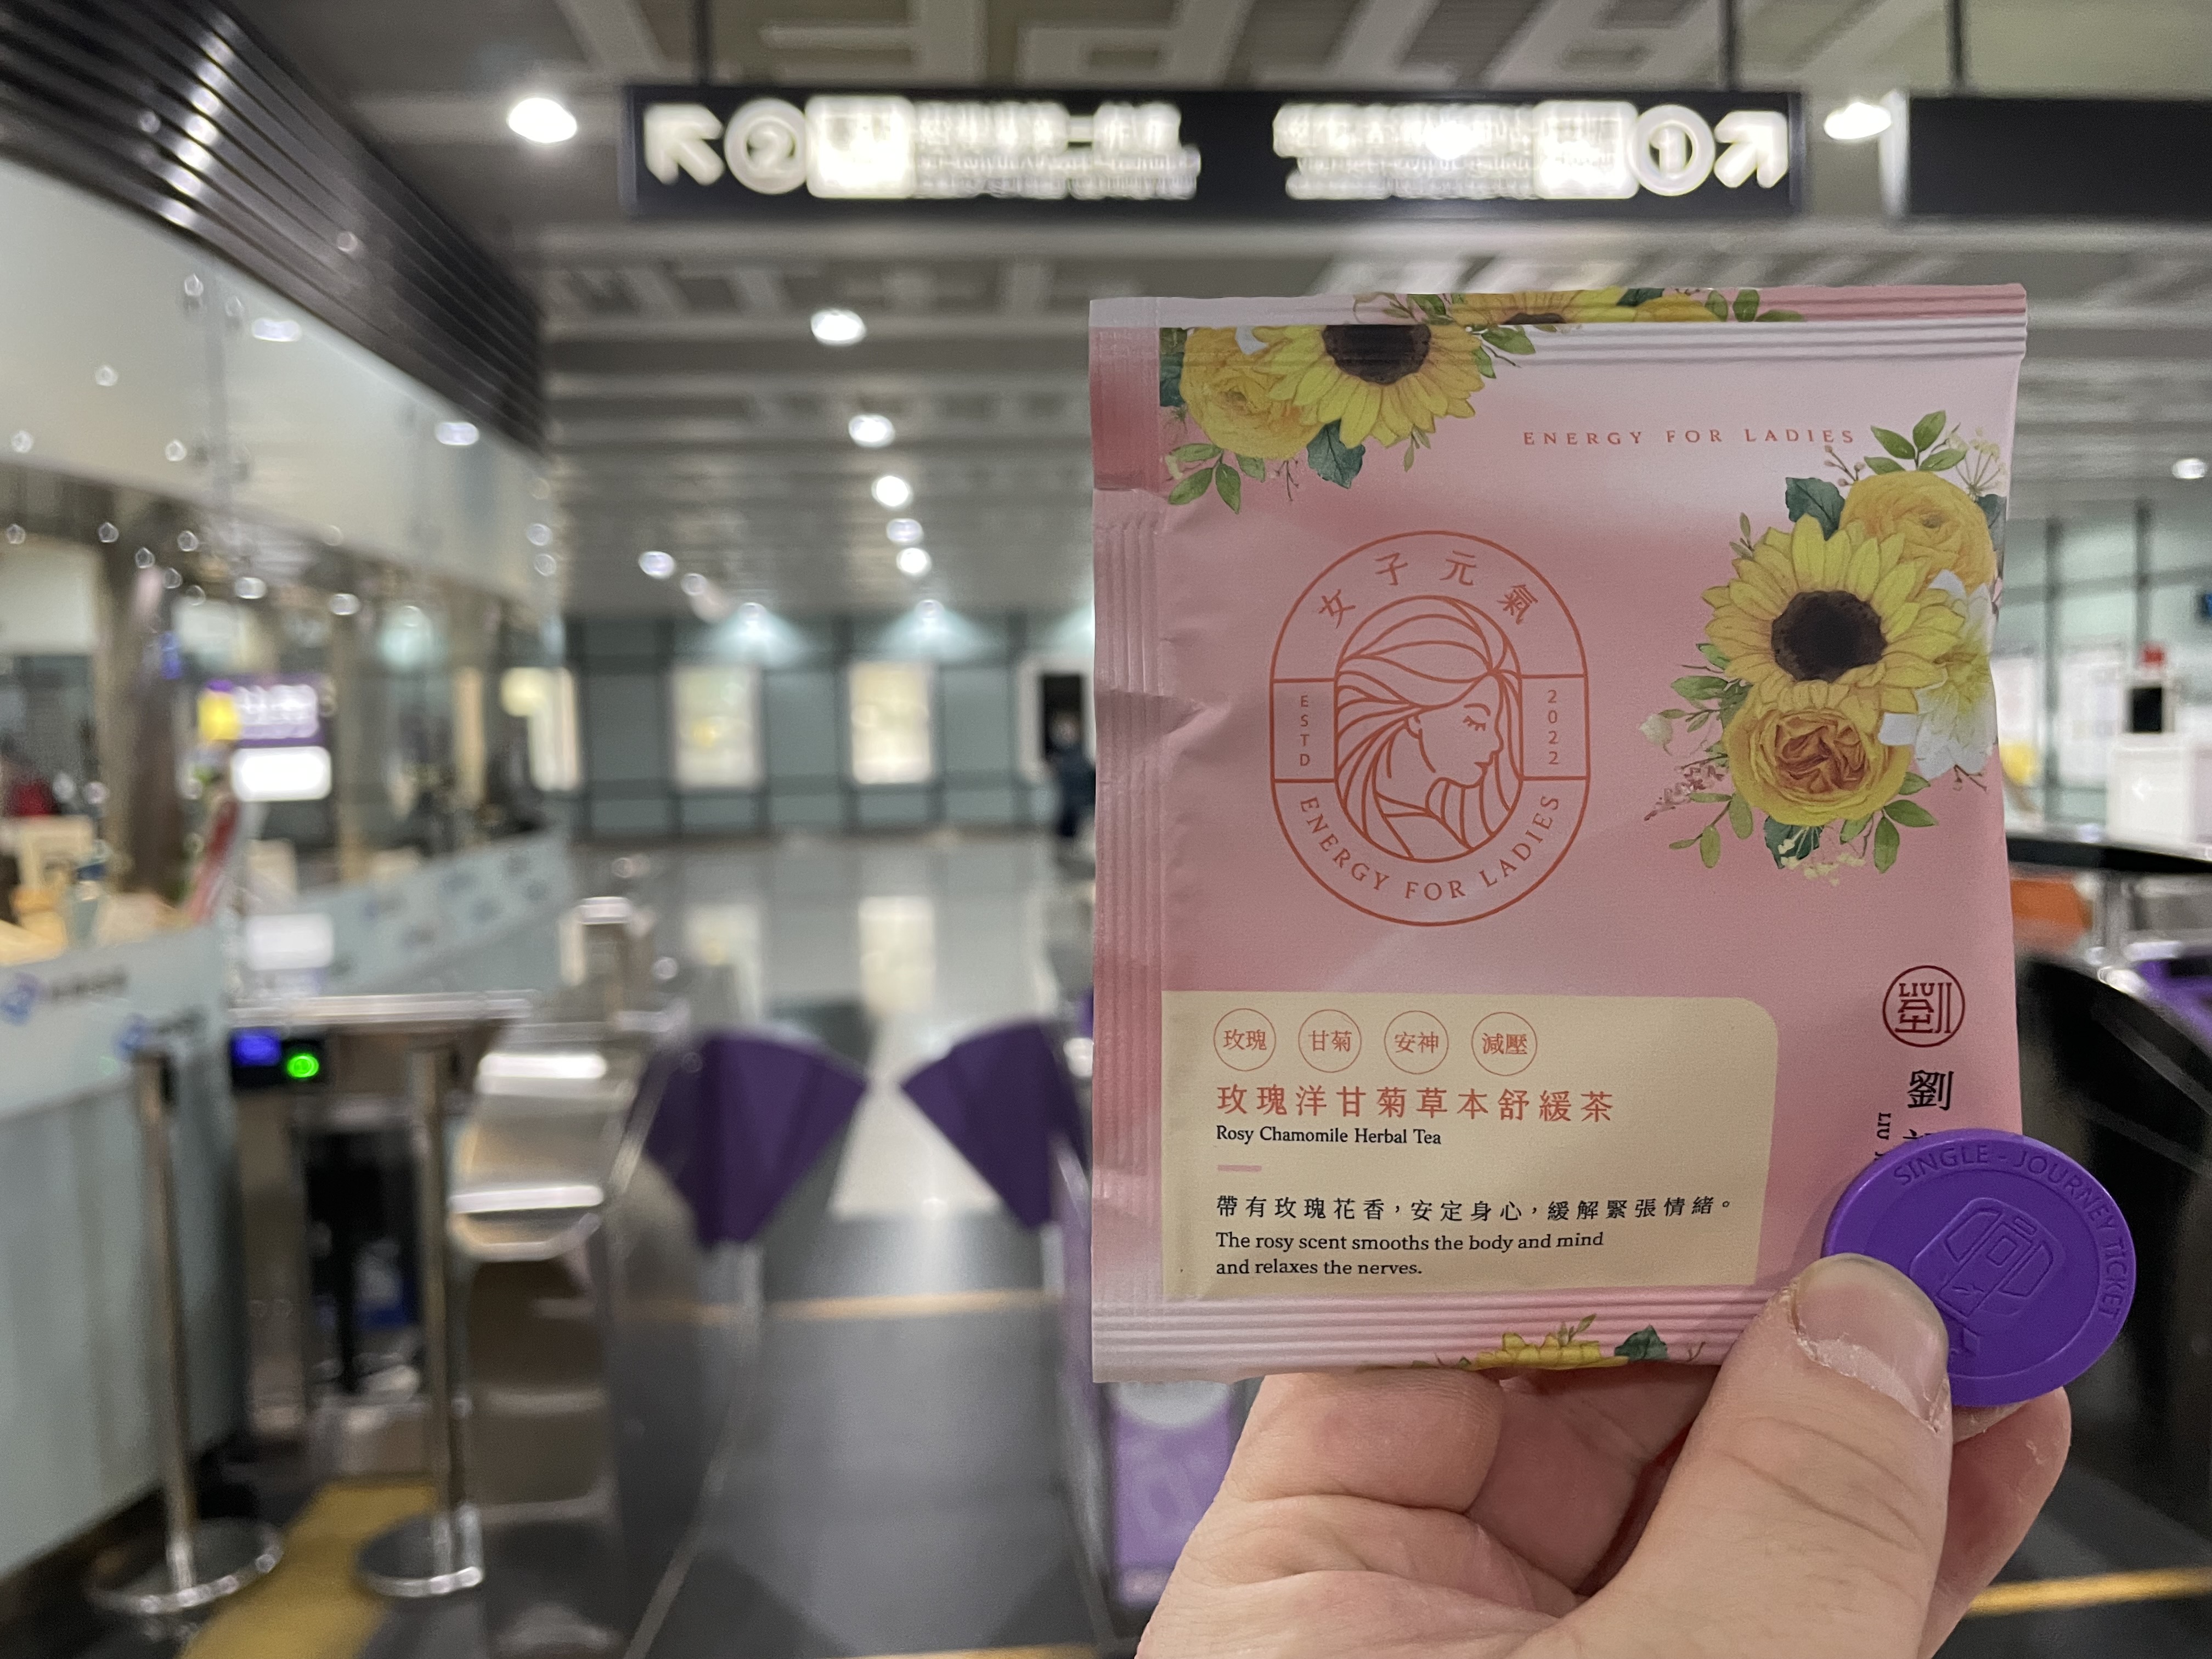 2
1
ENERGY FOR LADIES
女子元氣
ESTD
2022
ENERGY FOR LADIES
LIU
劉
玫瑰 甘菊 安神 減壓
玫瑰洋甘菊草本舒緩茶
Rosy Chamomile Herbal Tea
帶有玫瑰花香，安定身心，緩解緊張情緒。
The rosy scent smooths the body and mind
and relaxes the nerves.
劉
LIU
SINGLE-JOURNEY TICKET